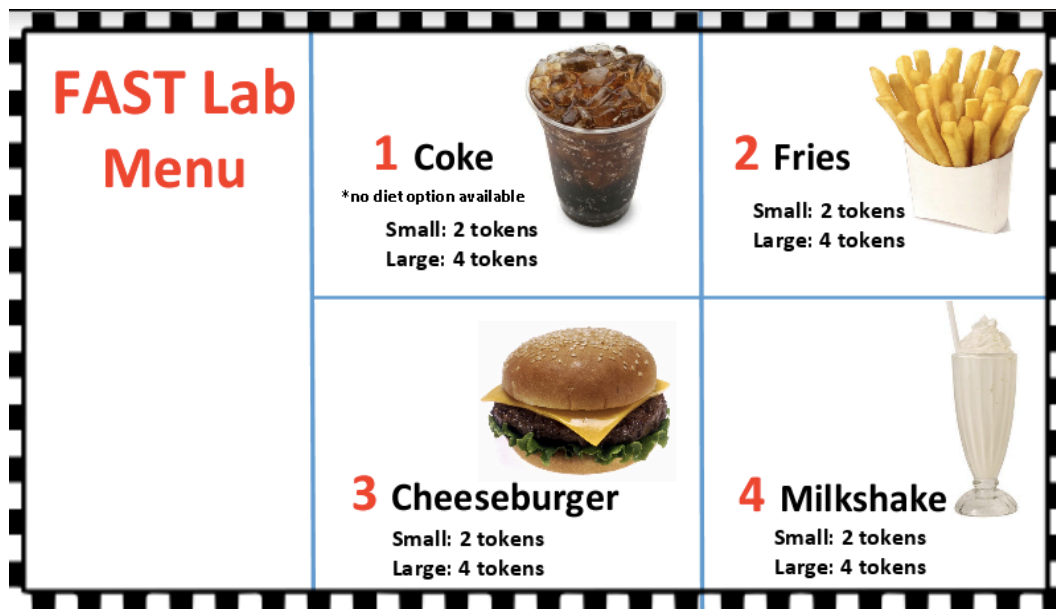 FAST Lab
Menu
1 Coke
*no diet option available
Small: 2 tokens
Large: 4 tokens
2 Fries
Small: 2 tokens
Large: 4 tokens
3 Cheeseburger
Small: 2 tokens
Large: 4 tokens
4 Milkshake
Small: 2 tokens
Large: 4 tokens